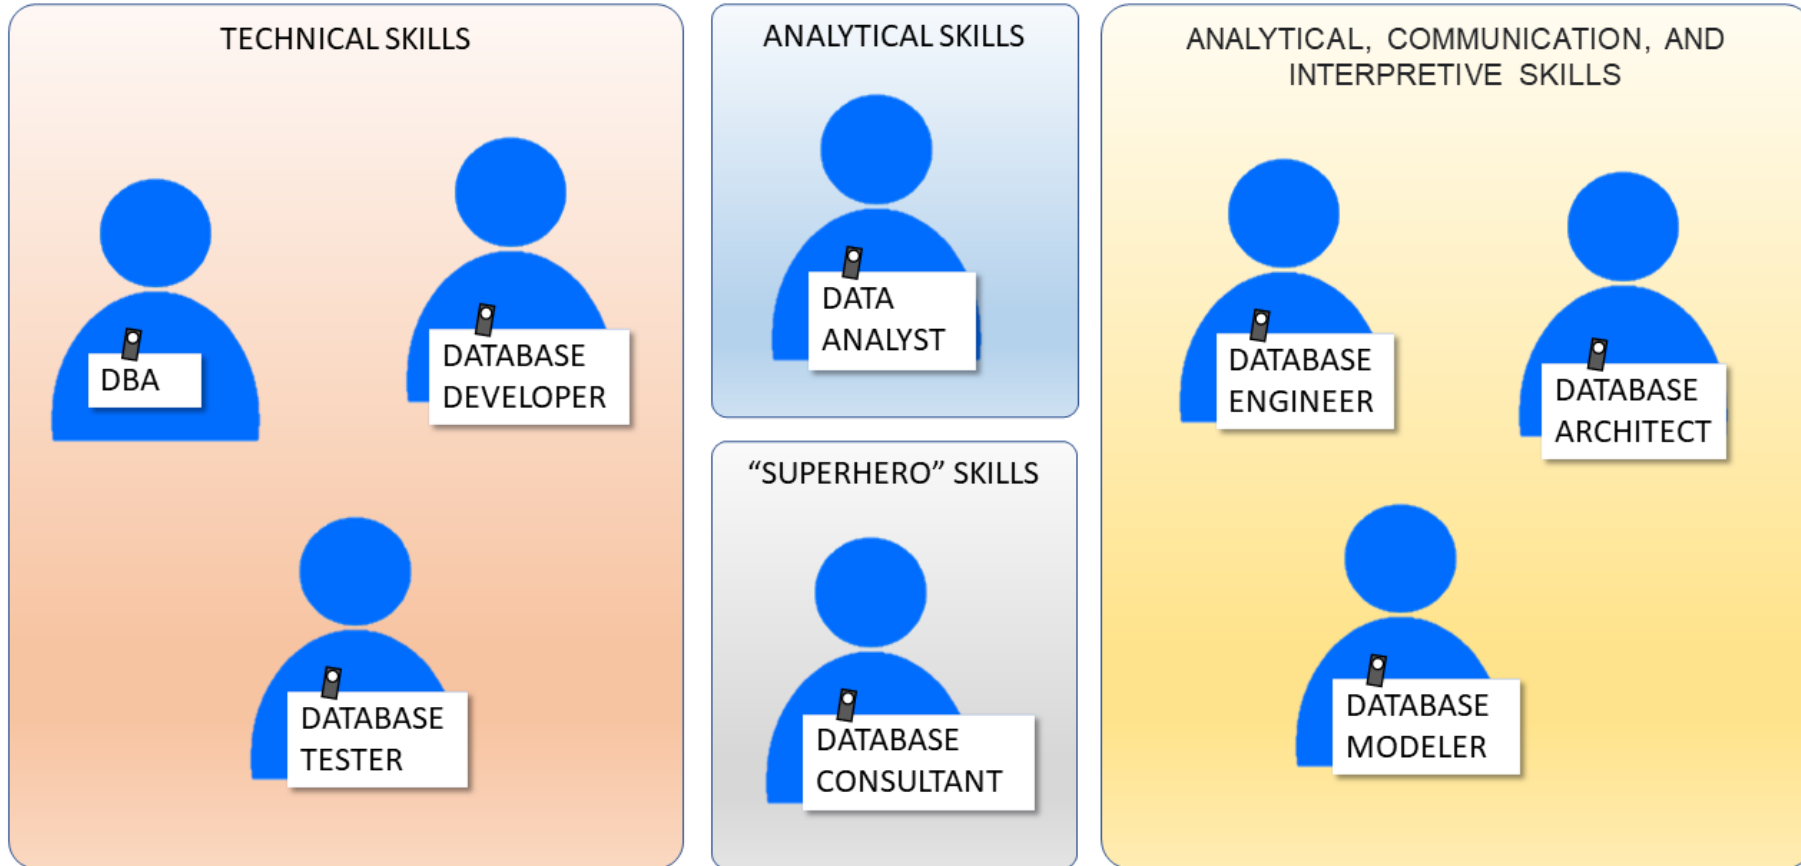 TECHNICAL SKILLS
DBA
DATABASE
DEVELOPER
DATABASE
TESTER
ANALYTICAL SKILLS
DATA
ANALYST
“SUPERHERO” SKILLS
DATABASE
CONSULTANT
ANALYTICAL, COMMUNICATION, AND
INTERPRETIVE SKILLS
DATABASE
ENGINEER
DATABASE
ARCHITECT
DATABASE
MODELER